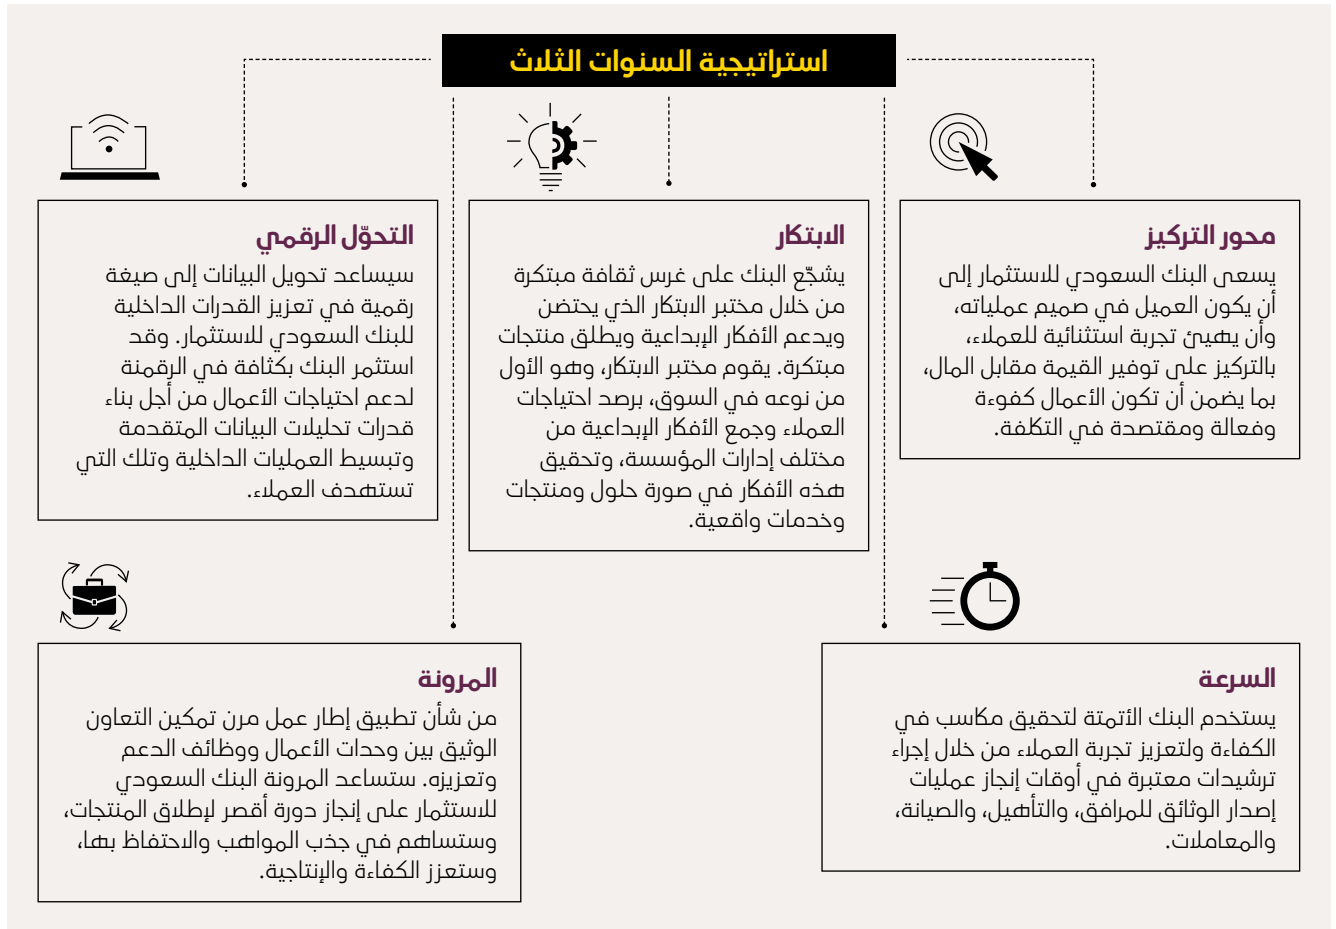 استراتيجية السنوات الثلاث
محور التركيز
يسعى البنك السعودي للاستثمار إلى
أن يكون العميل في صميم عملياته،
وأن يهيئ تجربة استثنائية للعملاء،
بالتركيز على توفير القيمة مقابل المال،
بما يضمن أن تكون الأعمال كفوءة
وفعالة ومقتصدة في التكلفة.
الابتكار
يشجّع البنك على غرس ثقافة مبتكرة
من خلال مختبر الابتكار الذي يحتضن
ويدعم الأفكار الإبداعية ويطلق منتجات
مبتكرة. يقوم مختبر الابتكار، وهو الأول
من نوعه في السوق، برصد احتياجات
العملاء وجمع الأفكار الإبداعية من
مختلف إدارات المؤسسة، وتحقيق
هذه الأفكار في صورة حلول ومنتجات
وخدمات واقعية.
التحوّل الرقمي
سيساعد تحويل البيانات إلى صيغة
رقمية في تعزيز القدرات الداخلية
للبنك السعودي للاستثمار. وقد
استثمر البنك بكثافة في الرقمنة
لدعم احتياجات الأعمال من أجل بناء
قدرات تحليلات البيانات المتقدمة
وتبسيط العمليات الداخلية وتلك التي
تستهدف العملاء.
السرعة
يستخدم البنك الأتمتة لتحقيق مكاسب في
الكفاءة ولتعزيز تجربة العملاء من خلال إجراء
ترشيدات معتبرة في أوقات إنجاز عمليات
إصدار الوثائق للمرافق، والتأهيل، والصيانة،
والمعاملات.
المرونة
من شأن تطبيق إطار عمل مرن تمكين التعاون
الوثيق بين وحدات الأعمال ووظائف الدعم
وتعزيزه. ستساعد المرونة البنك السعودي
للاستثمار على إنجاز دورة أقصر لإطلاق المنتجات،
وستساهم في جذب المواهب والاحتفاظ بها،
وستعزز الكفاءة والإنتاجية.